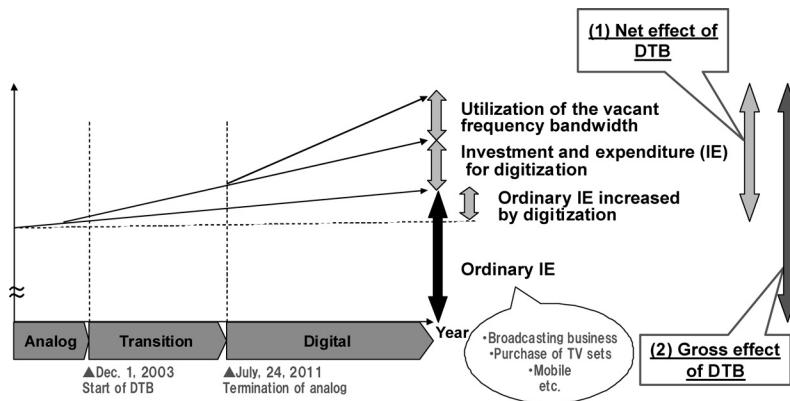 (1) Net effect of
DTB
Utilization of the vacant
frequency bandwidth
Investment and expenditure (IE)
for digitization
Ordinary IE increased
by digitization
Ordinary IE
Year
Analog
Transition
Digital
▲Dec. 1, 2003
Start of DTB
▲July, 24, 2011
Termination of analog
•Broadcasting business
•Purchase of TV sets
•Mobile
etc.
(2) Gross effect
of DTB